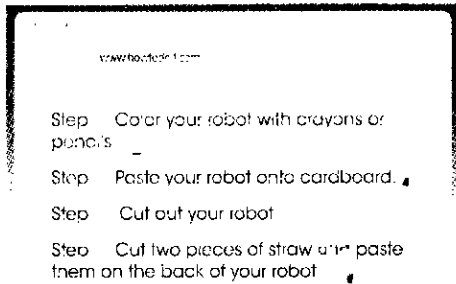 Step Color your robot with crayons or
pencils
Step Paste your robot onto cardboard.
Step Cut out your robot
Step Cut two pieces of straw and paste
them on the back of your robot